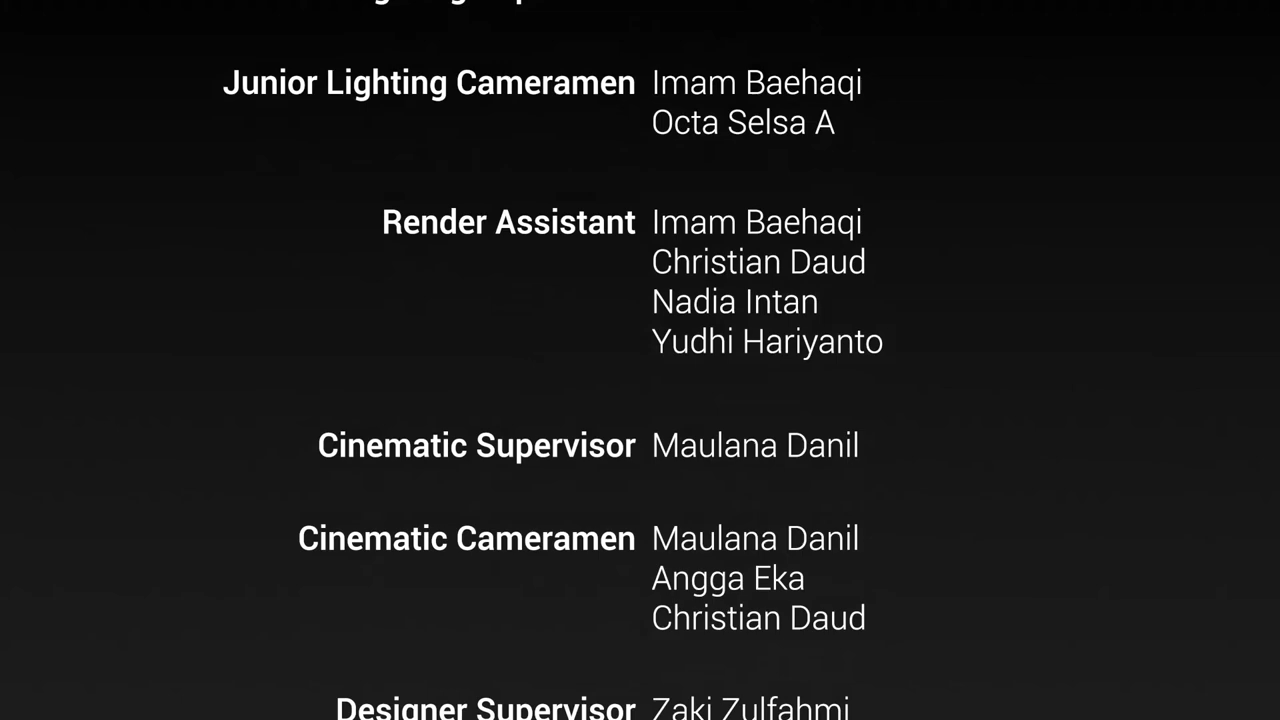 Junior Lighting Cameramen Imam Baehaqi
Octa Selsa A
Render Assistant Imam Baehaqi
Christian Daud
Nadia Intan
Yudhi Hariyanto
Cinematic Supervisor Maulana Danil
Cinematic Cameramen Maulana Danil
Angga Eka
Christian Daud
Designer Supervisor Zaki Zulfahmi